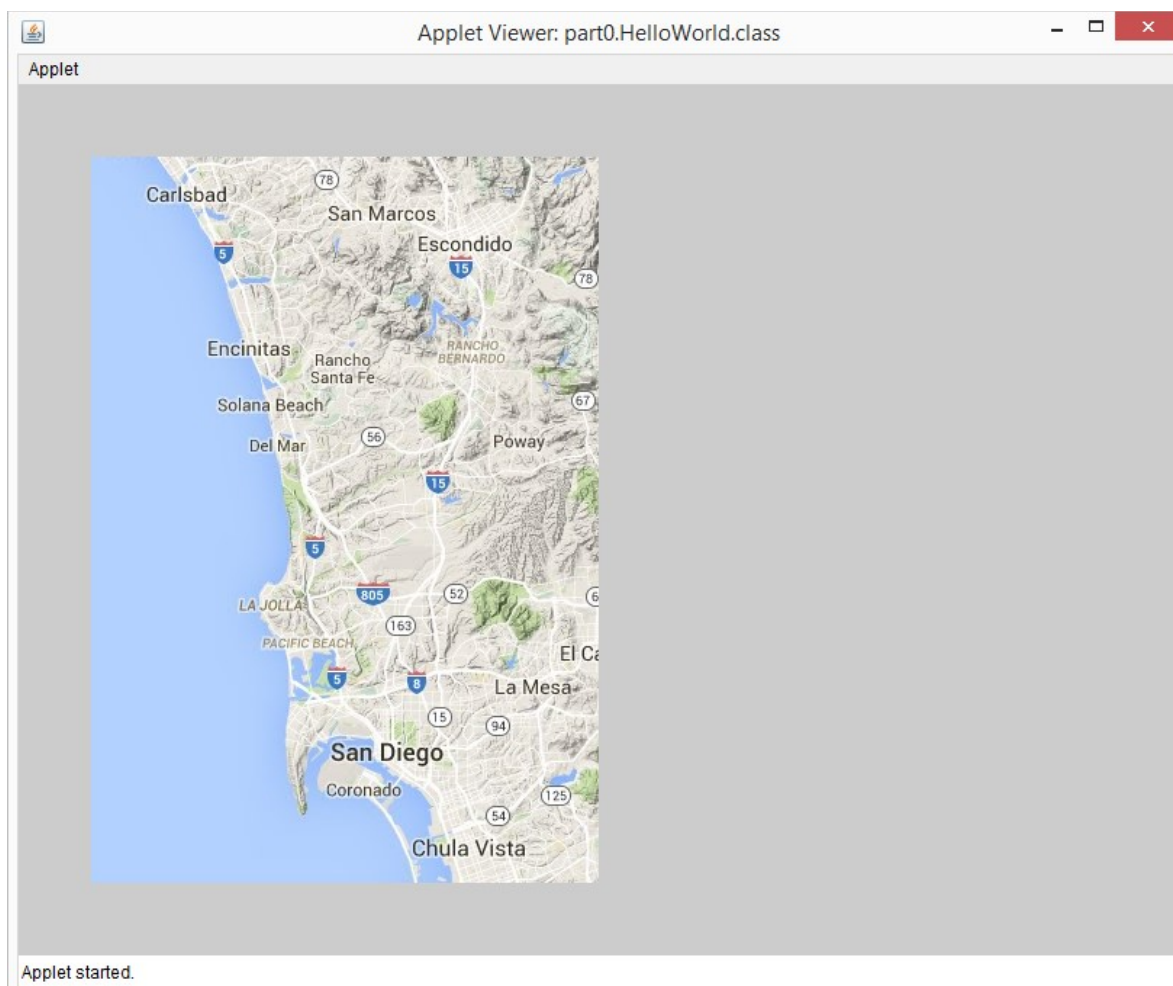 Applet Viewer: part0.HelloWorld.class
Applet
Carlsbad
78
San Marcos
Escondido
5
15
78
Encinitas
RANCHO
BERNARDO
Rancho
Santa Fe
Solana Beach
67
Del Mar
56
Poway
15
5
LA JOLLA
805
52
6
163
PACIFIC BEACH
El Ca
5
8
La Mesa
15
94
San Diego
Coronado
125
54
Chula Vista
Applet started.